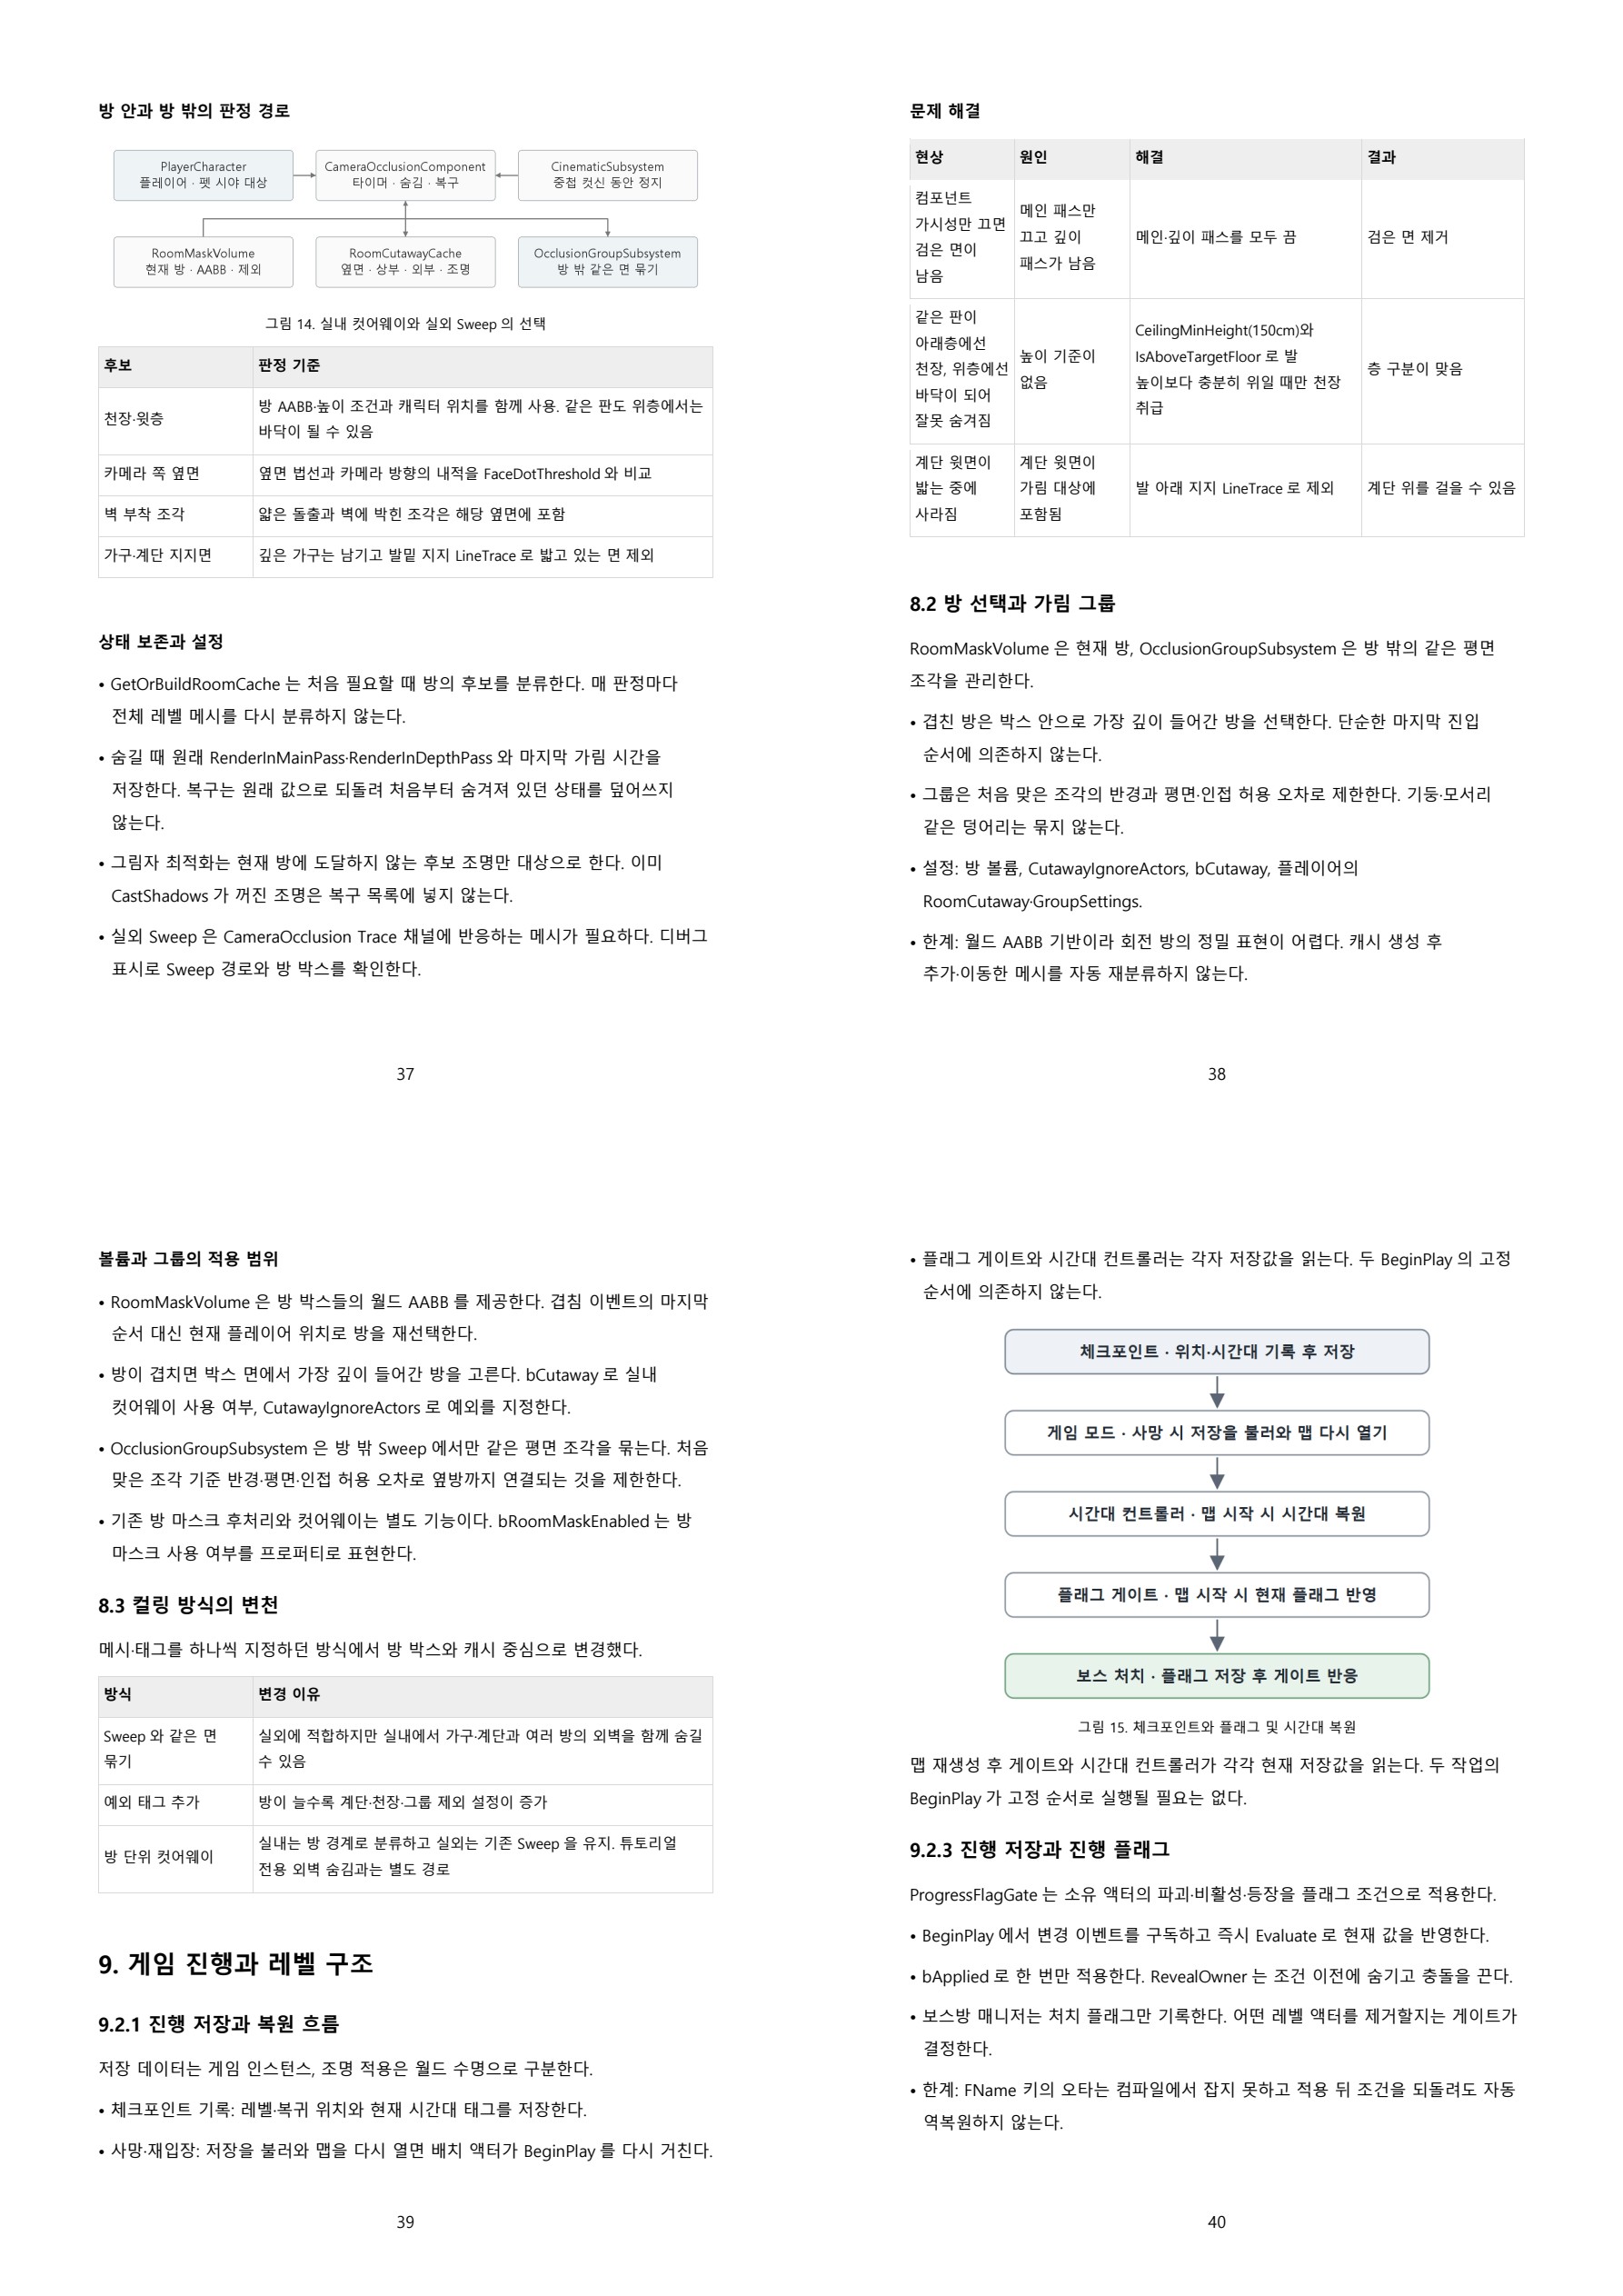 방 안과 방 밖의 판정 경로
PlayerCharacter
플레이어 · 펫 시야 대상
CameraOcclusionComponent
타이머 · 숨김 · 복구
CinematicSubsystem
중첩 컷신 동안 정지
RoomMaskVolume
현재 방 · AABB · 제외
RoomCutawayCache
옆면 · 상부 · 외부 · 조명
OcclusionGroupSubsystem
방 밖 같은 면 묶기
그림 14. 실내 컷어웨이와 실외 Sweep 의 선택
후보 판정 기준
천장·윗층
방 AABB·높이 조건과 캐릭터 위치를 함께 사용. 같은 판도 위층에서는
바닥이 될 수 있음
카메라 쪽 옆면 옆면 법선과 카메라 방향의 내적을 FaceDotThreshold 와 비교
벽 부착 조각 얇은 돌출과 벽에 박힌 조각은 해당 옆면에 포함
가구·계단 지지면 깊은 가구는 남기고 발밑 지지 LineTrace 로 밟고 있는 면 제외
상태 보존과 설정
• GetOrBuildRoomCache 는 처음 필요할 때 방의 후보를 분류한다. 매 판정마다
전체 레벨 메시를 다시 분류하지 않는다.
• 숨길 때 원래 RenderInMainPass·RenderInDepthPass 와 마지막 가림 시간을
저장한다. 복구는 원래 값으로 되돌려 처음부터 숨겨져 있던 상태를 덮어쓰지
않는다.
• 그림자 최적화는 현재 방에 도달하지 않는 후보 조명만 대상으로 한다. 이미
CastShadows 가 꺼진 조명은 복구 목록에 넣지 않는다.
• 실외 Sweep 은 CameraOcclusion Trace 채널에 반응하는 메시가 필요하다. 디버그
표시로 Sweep 경로와 방 박스를 확인한다.
37
문제 해결
현상 원인 해결 결과
컴포넌트
가시성만 끄면
검은 면이
남음
메인 패스만
끄고 깊이
패스가 남음
메인·깊이 패스를 모두 끔
검은 면 제거
같은 판이
아래층에선
천장, 위층에선
바닥이 되어
잘못 숨겨짐
높이 기준이
없음
CeilingMinHeight(150cm)와
IsAboveTargetFloor 로 발
높이보다 충분히 위일 때만 천장
취급
층 구분이 맞음
계단 윗면이
밟는 중에
사라짐
계단 윗면이
가림 대상에
포함됨
발 아래 지지 LineTrace 로 제외
계단 위를 걸을 수 있음
8.2 방 선택과 가림 그룹
RoomMaskVolume 은 현재 방, OcclusionGroupSubsystem 은 방 밖의 같은 평면
조각을 관리한다.
• 겹친 방은 박스 안으로 가장 깊이 들어간 방을 선택한다. 단순한 마지막 진입
순서에 의존하지 않는다.
• 그룹은 처음 맞은 조각의 반경과 평면·인접 허용 오차로 제한한다. 기둥·모서리
같은 덩어리는 묶지 않는다.
• 설정: 방 볼륨, CutawayIgnoreActors, bCutaway, 플레이어의
RoomCutaway·GroupSettings.
• 한계: 월드 AABB 기반이라 회전 방의 정밀 표현이 어렵다. 캐시 생성 후
추가·이동한 메시를 자동 재분류하지 않는다.
38
볼륨과 그룹의 적용 범위
• RoomMaskVolume 은 방 박스들의 월드 AABB 를 제공한다. 겹침 이벤트의 마지막
순서 대신 현재 플레이어 위치로 방을 재선택한다.
• 방이 겹치면 박스 면에서 가장 깊이 들어간 방을 고른다. bCutaway 로 실내
컷어웨이 사용 여부, CutawayIgnoreActors 로 예외를 지정한다.
• OcclusionGroupSubsystem 은 방 밖 Sweep 에서만 같은 평면 조각을 묶는다. 처음
맞은 조각 기준 반경·평면·인접 허용 오차로 옆방까지 연결되는 것을 제한한다.
• 기존 방 마스크 후처리와 컷어웨이는 별도 기능이다. bRoomMaskEnabled 는 방
마스크 사용 여부를 프로퍼티로 표현한다.
8.3 컬링 방식의 변천
메시·태그를 하나씩 지정하던 방식에서 방 박스와 캐시 중심으로 변경했다.
방식 변경 이유
Sweep 와 같은 면
묶기
실외에 적합하지만 실내에서 가구·계단과 여러 방의 외벽을 함께 숨길
수 있음
예외 태그 추가 방이 늘수록 계단·천장·그룹 제외 설정이 증가
방 단위 컷어웨이
실내는 방 경계로 분류하고 실외는 기존 Sweep 을 유지. 튜토리얼
전용 외벽 숨김과는 별도 경로
9. 게임 진행과 레벨 구조
9.2.1 진행 저장과 복원 흐름
저장 데이터는 게임 인스턴스, 조명 적용은 월드 수명으로 구분한다.
• 체크포인트 기록: 레벨·복귀 위치와 현재 시간대 태그를 저장한다.
• 사망·재입장: 저장을 불러와 맵을 다시 열면 배치 액터가 BeginPlay 를 다시 거친다.
39
• 플래그 게이트와 시간대 컨트롤러는 각자 저장값을 읽는다. 두 BeginPlay 의 고정
순서에 의존하지 않는다.
체크포인트 · 위치·시간대 기록 후 저장
게임 모드 · 사망 시 저장을 불러와 맵 다시 열기
시간대 컨트롤러 · 맵 시작 시 시간대 복원
플래그 게이트 · 맵 시작 시 현재 플래그 반영
보스 처치 · 플래그 저장 후 게이트 반응
그림 15. 체크포인트와 플래그 및 시간대 복원
맵 재생성 후 게이트와 시간대 컨트롤러가 각각 현재 저장값을 읽는다. 두 작업의
BeginPlay 가 고정 순서로 실행될 필요는 없다.
9.2.3 진행 저장과 진행 플래그
ProgressFlagGate 는 소유 액터의 파괴·비활성·등장을 플래그 조건으로 적용한다.
• BeginPlay 에서 변경 이벤트를 구독하고 즉시 Evaluate 로 현재 값을 반영한다.
• bApplied 로 한 번만 적용한다. RevealOwner 는 조건 이전에 숨기고 충돌을 끈다.
• 보스방 매니저는 처치 플래그만 기록한다. 어떤 레벨 액터를 제거할지는 게이트가
결정한다.
• 한계: FName 키의 오타는 컴파일에서 잡지 못하고 적용 뒤 조건을 되돌려도 자동
역복원하지 않는다.
40